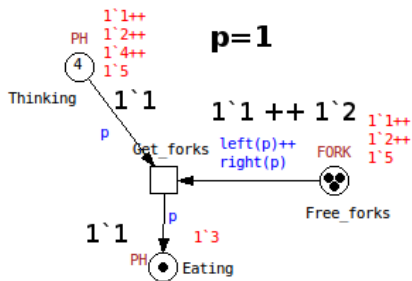 1`1++
1`2++
1`4++
1`5
PH
4
Thinking
p=1
1`1
p
1`1 ++ 1`2
Get_forks
left(p)++
right(p)
1`1++
1`2++
1`5
FORK
Free_forks
p
1`1
1`3
PH
Eating